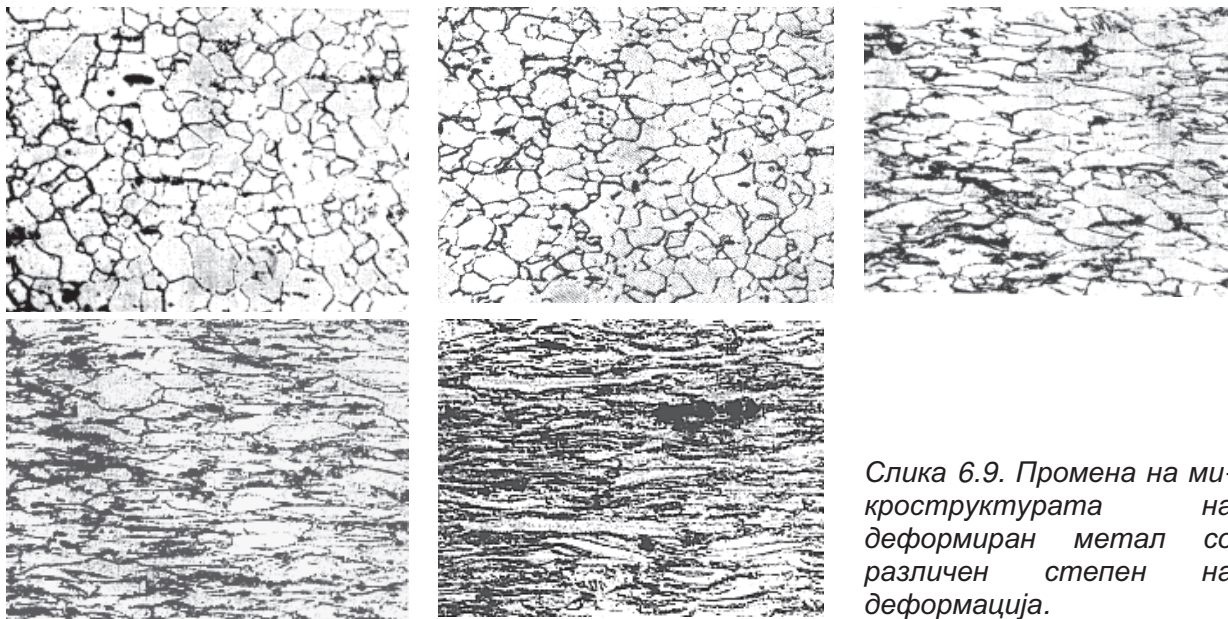 Слика 6.9. Промена на ми-
кроструктурата на
деформиран метал со
различен степен на
деформација.